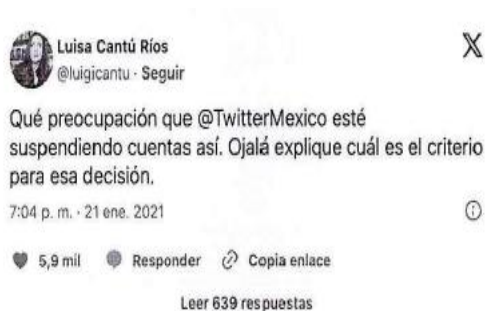 Luisa Cantú Ríos
@luigicantu · Seguir
Qué preocupación que @TwitterMexico esté
suspendiendo cuentas así. Ojalá explique cuál es el criterio
para esa decisión.
7:04 p. m. · 21 ene. 2021
5,9 mil Responder Copia enlace
Leer 639 respuestas